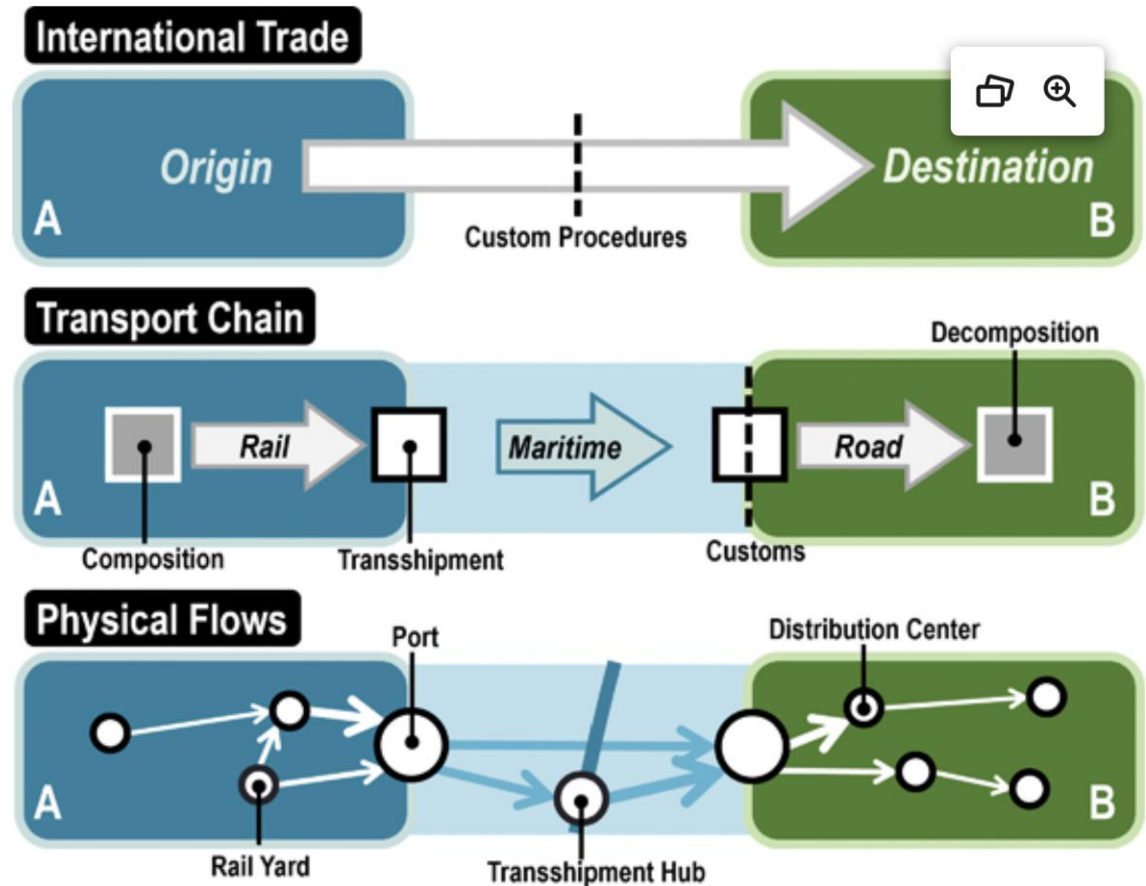 International Trade
Origin
Destination
A
B
Custom Procedures
Transport Chain
Decomposition
Rail
Maritime
Road
A
B
Composition
Transshipment
Customs
Physical Flows
Port
Distribution Center
A
B
Rail Yard
Transshipment Hub